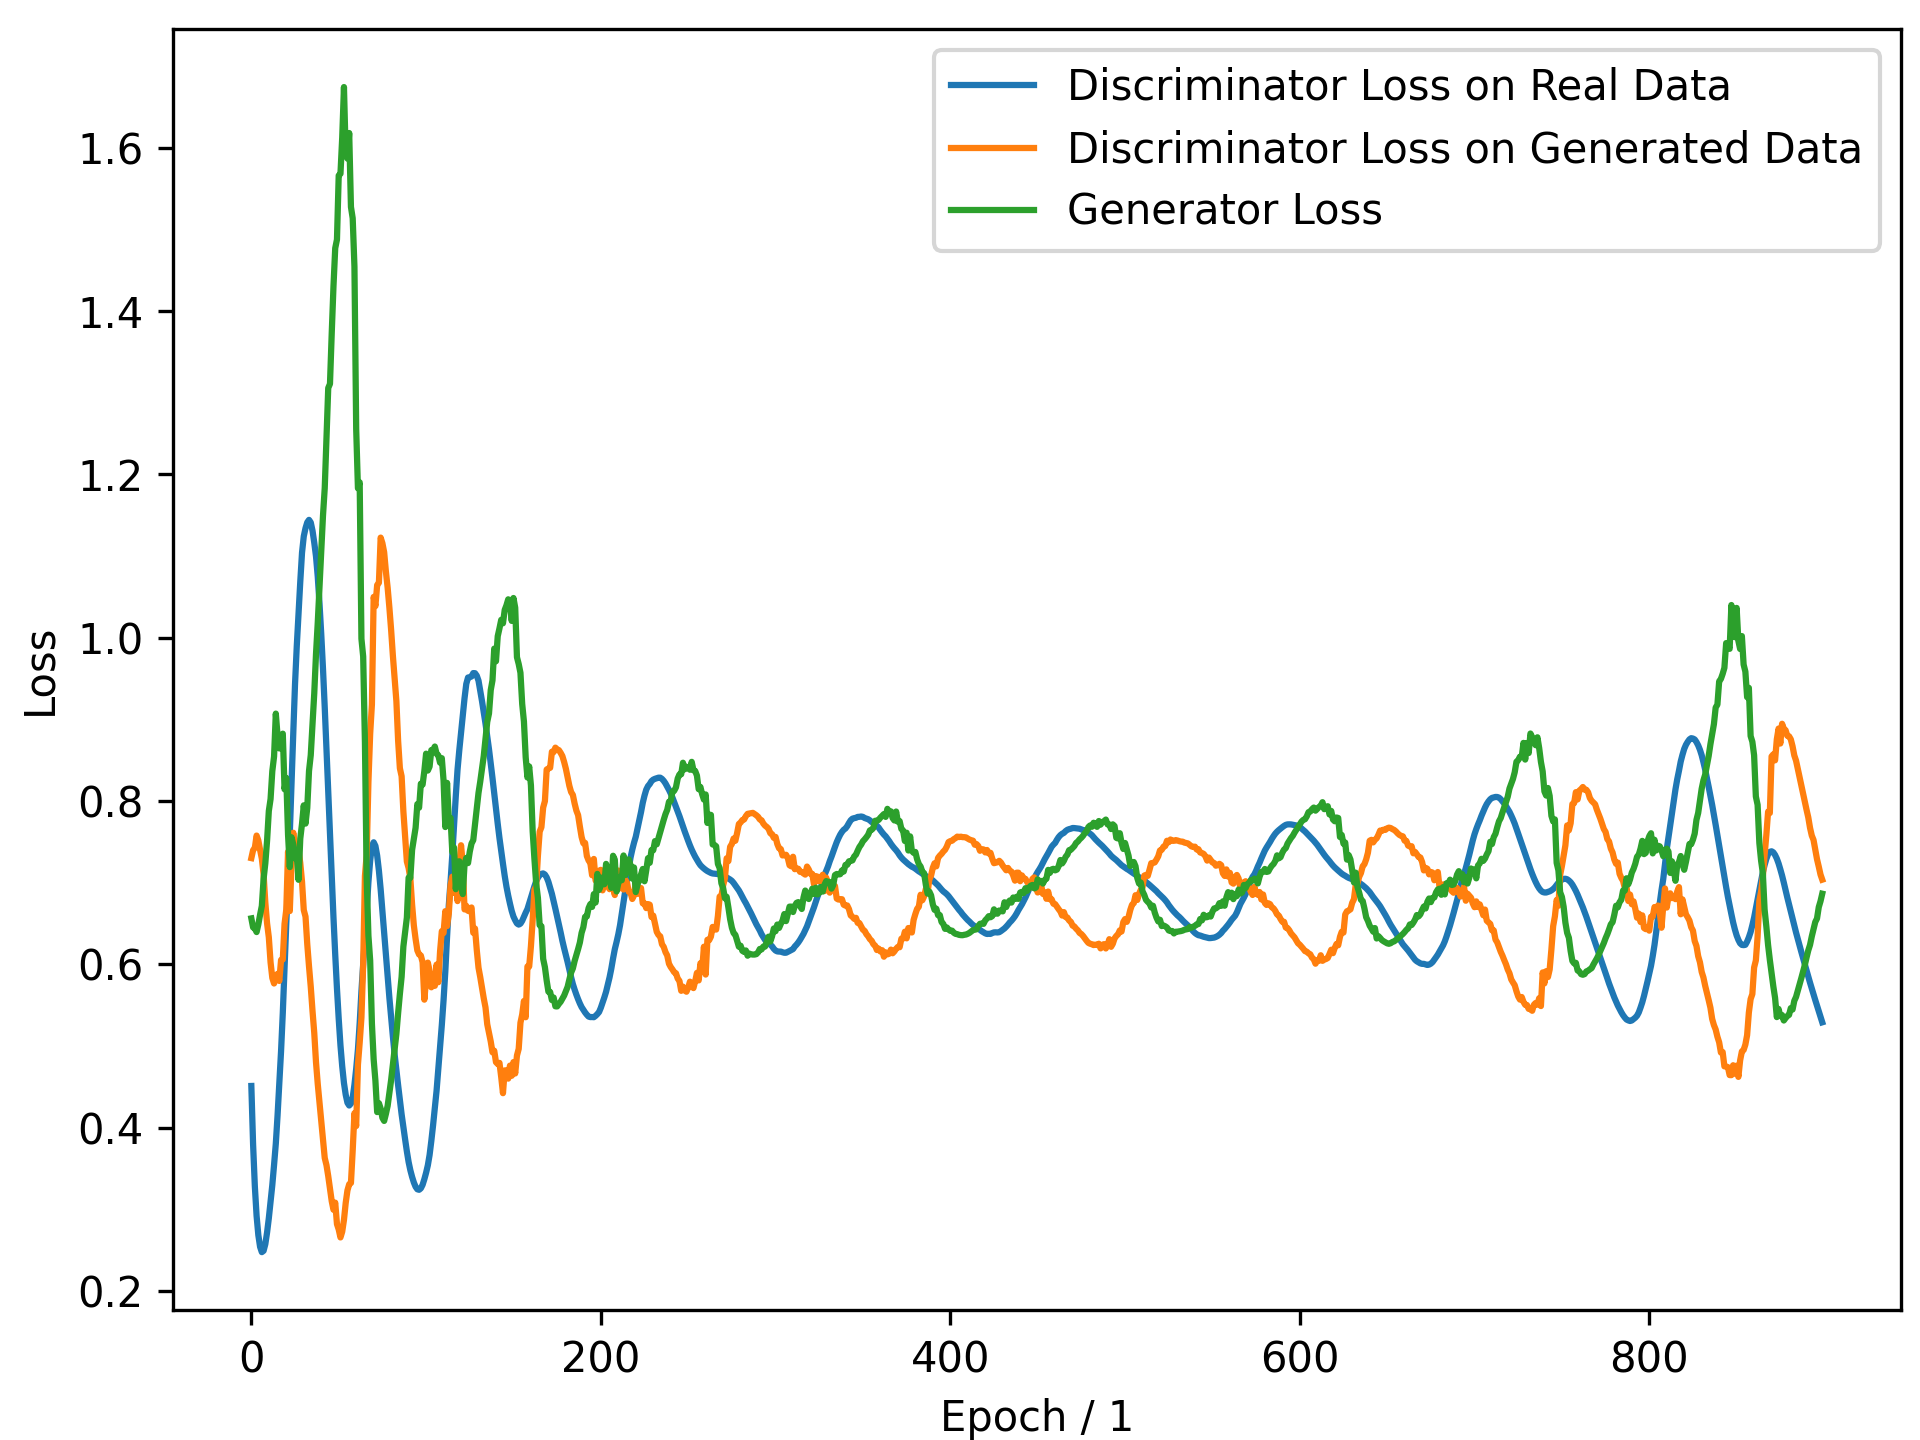 Discriminator Loss on Real Data
Discriminator Loss on Generated Data
Generator Loss
1.6
1.4
1.2
1.0
0.8
0.6
0.4
0.2
Loss
0 200 400 600 800
Epoch / 1